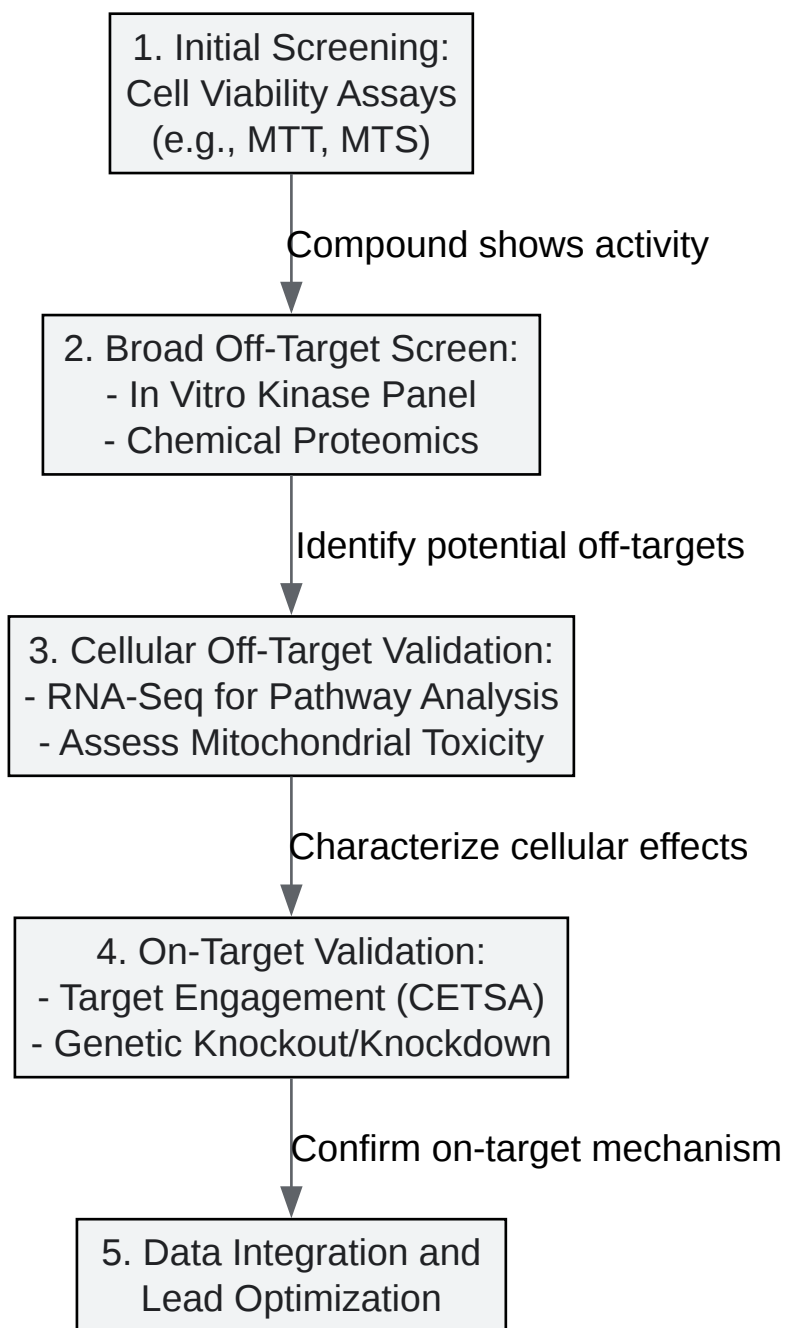 1. Initial Screening:
Cell Viability Assays
(e.g., MTT, MTS)
Compound shows activity
2. Broad Off-Target Screen:
- In Vitro Kinase Panel
- Chemical Proteomics
Identify potential off-targets
3. Cellular Off-Target Validation:
- RNA-Seq for Pathway Analysis
- Assess Mitochondrial Toxicity
Characterize cellular effects
4. On-Target Validation:
- Target Engagement (CETSA)
- Genetic Knockout/Knockdown
Confirm on-target mechanism
5. Data Integration and
Lead Optimization